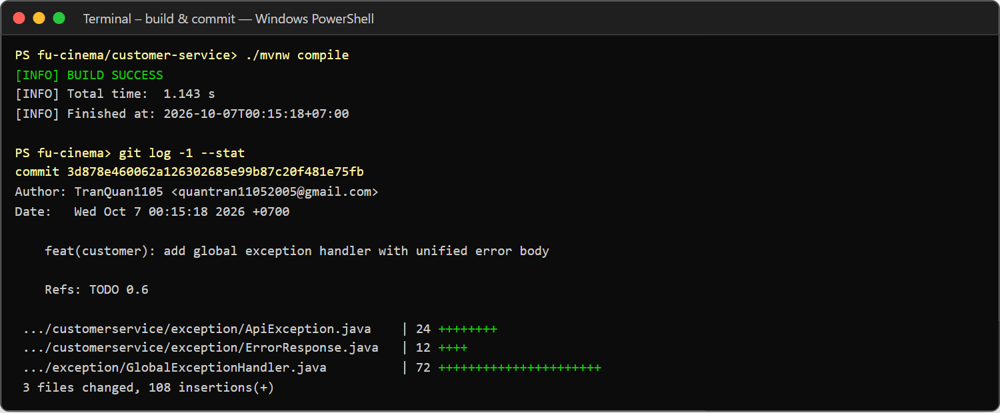 Terminal – build & commit — Windows PowerShell
PS fu-cinema/customer-service> ./mvnw compile
[INFO] BUILD SUCCESS
[INFO] Total time:  1.143 s
[INFO] Finished at: 2026-10-07T00:15:18+07:00
PS fu-cinema> git log -1 --stat
commit 3d878e460062a126302685e99b87c20f481e75fb
Author: TranQuan1105 <quantran11052005@gmail.com>
Date:   Wed Oct 7 00:15:18 2026 +0700
feat(customer): add global exception handler with unified error body
Refs: TODO 0.6
.../customerservice/exception/ApiException.java    | 24 ++++++++
.../customerservice/exception/ErrorResponse.java   | 12 ++++
.../exception/GlobalExceptionHandler.java          | 72 ++++++++++++++++++++++
3 files changed, 108 insertions(+)